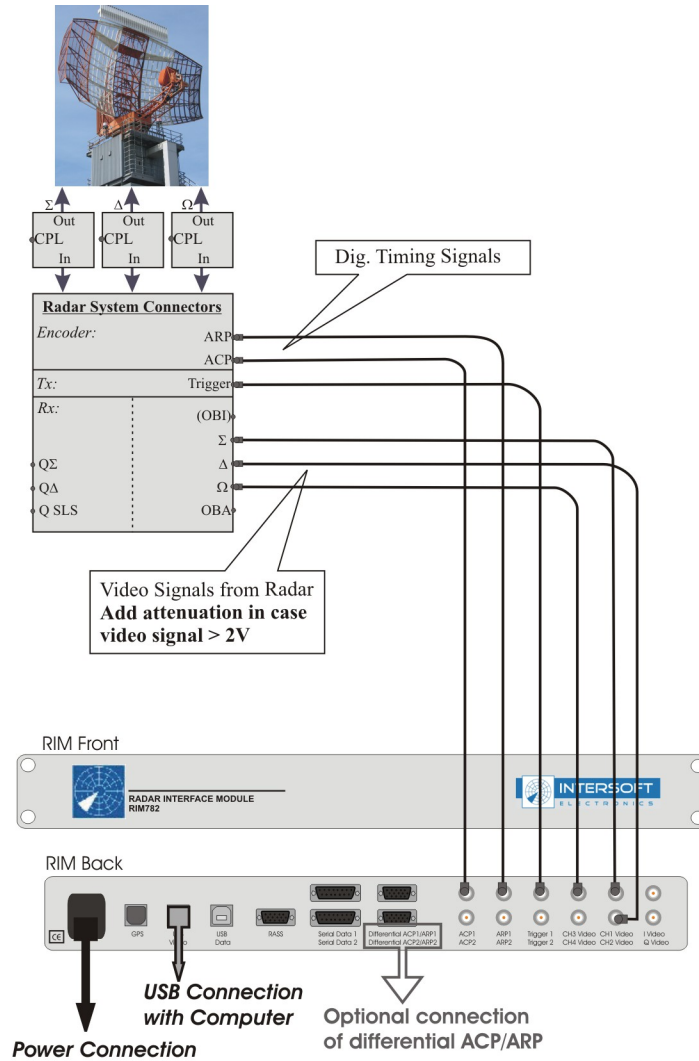 Σ Δ Ω
Out Out Out
CPL CPL CPL
In In In
Radar System Connectors
Encoder:
ARP
ACP
Tx: Trigger
Rx:
(OBI)
Σ
QΣ Δ
QΔ Ω
Q SLS OBA
Dig. Timing Signals
Video Signals from Radar
Add attenuation in case
video signal > 2V
RIM Front
RADAR INTERFACE MODULE
RIM782
INTERSOFT
ELECTRONICS
RIM Back
CE
GPS
Video
USB
Data
RASS
Serial Data 1
Serial Data 2
Differential ACP1/ARP1
Differential ACP2/ARP2
ACP1
ACP2
ARP1
ARP2
Trigger 1
Trigger 2
CH3 Video
CH4 Video
CH1 Video
CH2 Video
I Video
Q Video
USB Connection
with Computer
Optional connection
of differential ACP/ARP
Power Connection